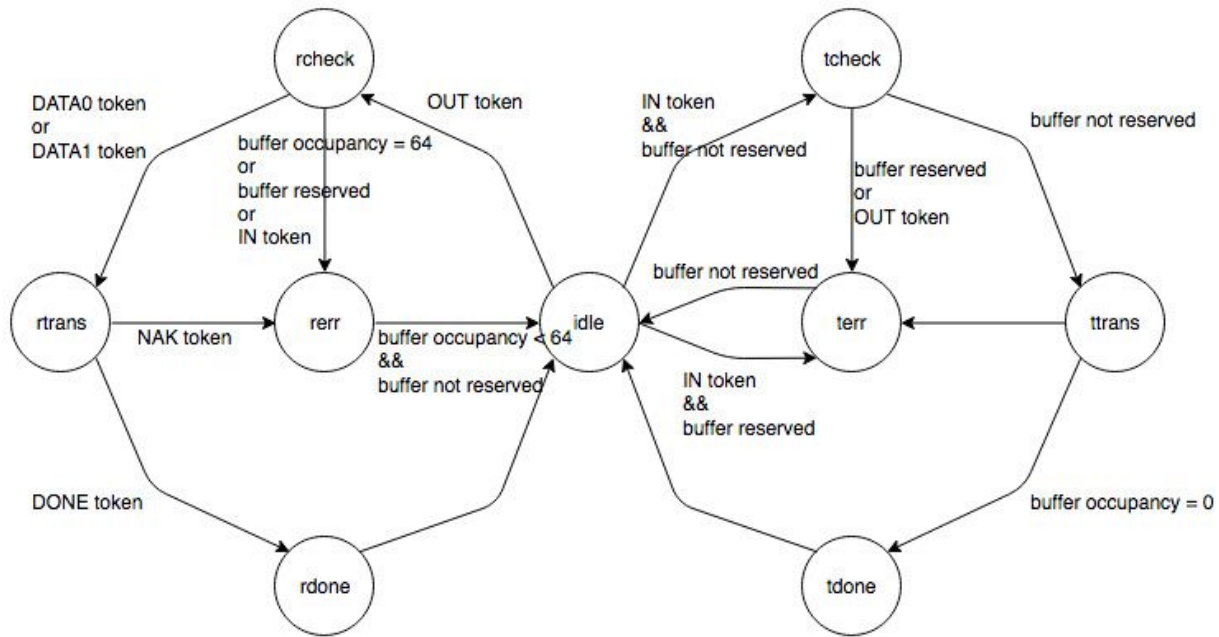 rcheck
tcheck
DATA0 token
or
DATA1 token
OUT token
IN token
&&
buffer not reserved
buffer not reserved
buffer occupancy = 64
or
buffer reserved
or
IN token
buffer reserved
or
OUT token
buffer not reserved
rtrans
NAK token
rerr
buffer occupancy < 64
&&
buffer not reserved
idle
terr
ttrans
IN token
&&
buffer reserved
DONE token
buffer occupancy = 0
rdone
tdone